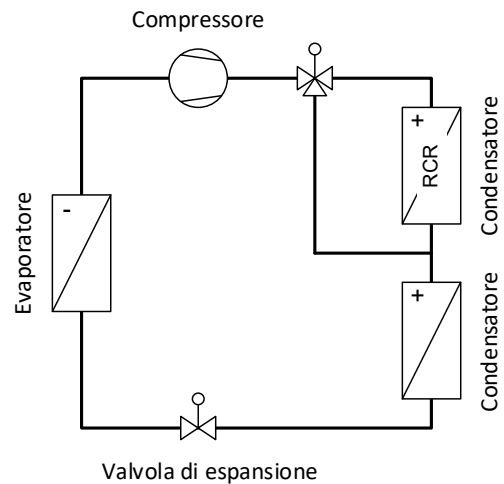 Compressore
+
RCR
Condensatore
-
Evaporatore
+
Condensatore
Valvola di espansione